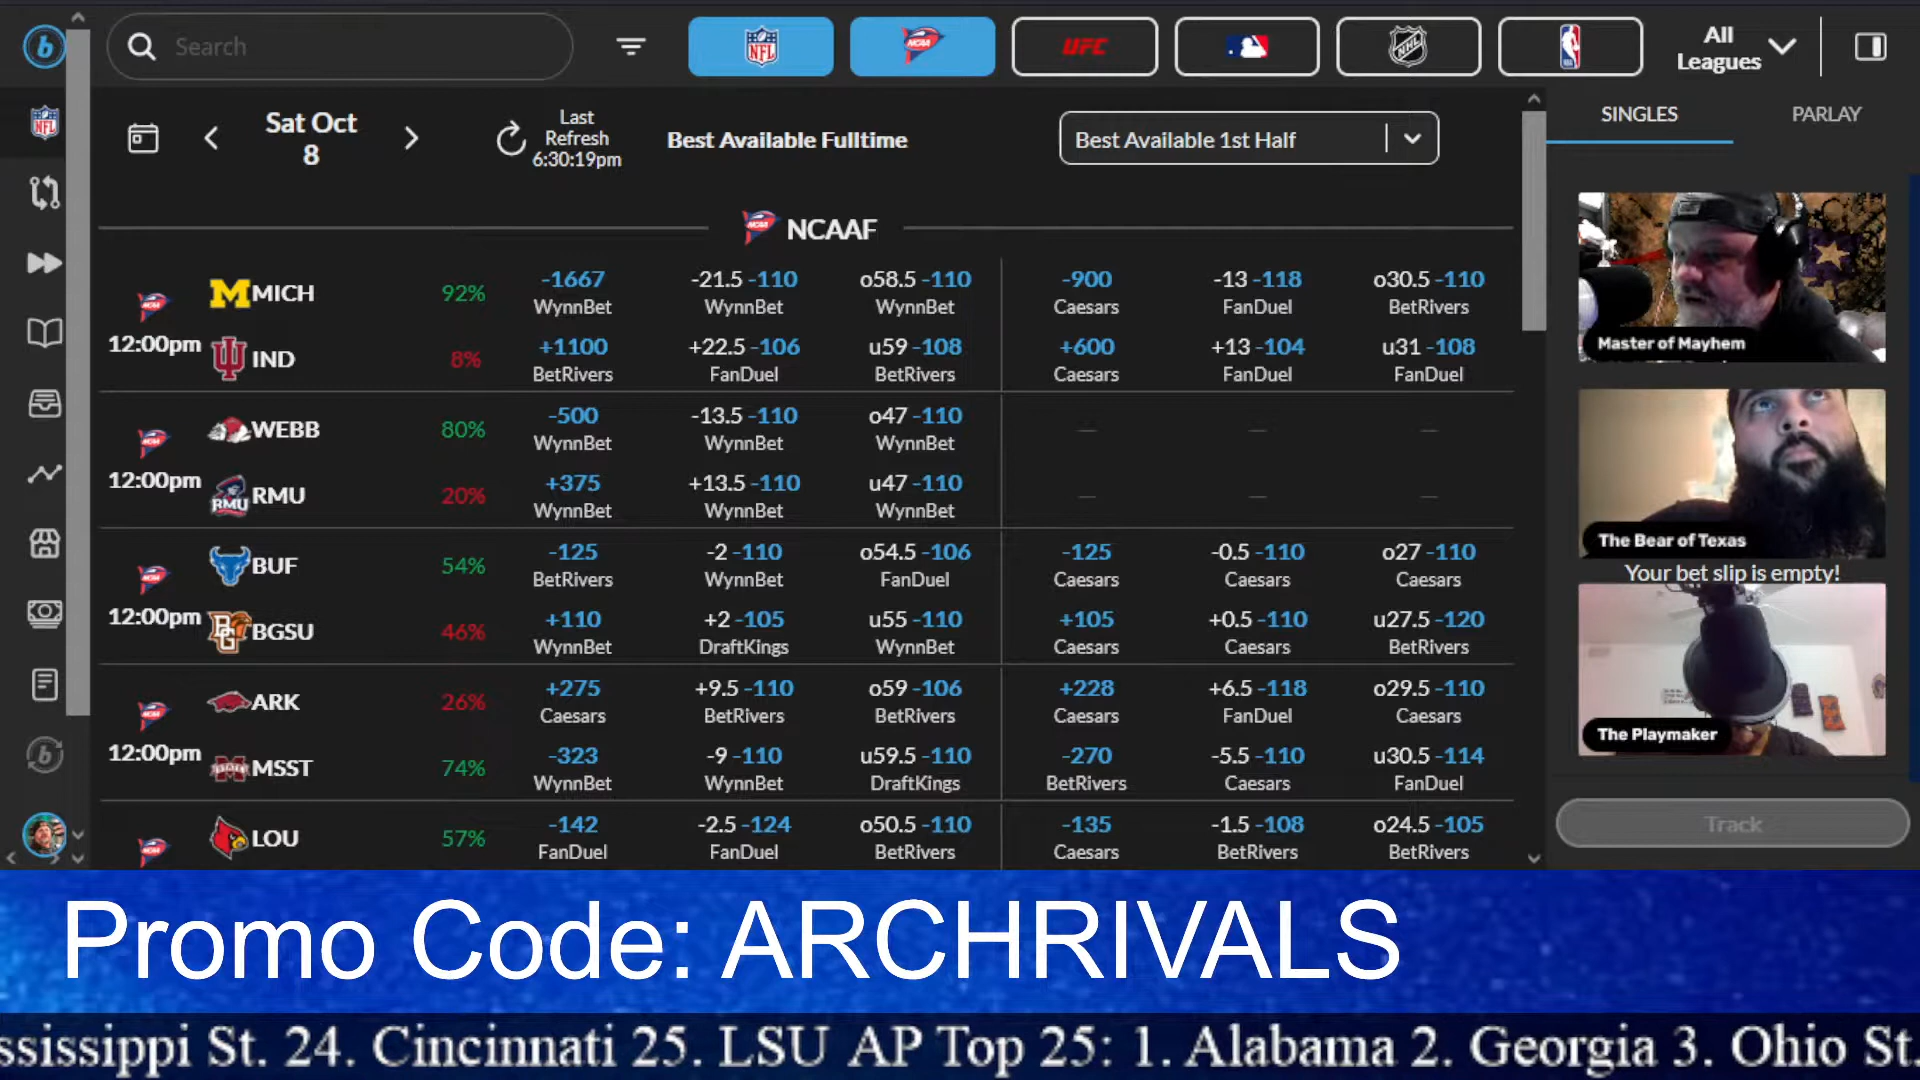 Search
NFL
NCAA
UFC
NHL
All Leagues
SINGLES
PARLAY
Sat Oct 8
Last Refresh 6:30:19pm
Best Available Fulltime
Best Available 1st Half
NCAAF
12:00pm
MICH 92% -1667 WynnBet -21.5 -110 WynnBet o58.5 -110 WynnBet -900 Caesars -13 -118 FanDuel o30.5 -110 BetRivers
IND 8% +1100 BetRivers +22.5 -106 FanDuel u59 -108 BetRivers +600 Caesars +13 -104 FanDuel u31 -108 FanDuel
12:00pm
WEBB 80% -500 WynnBet -13.5 -110 WynnBet o47 -110 WynnBet — — —
RMU 20% +375 WynnBet +13.5 -110 WynnBet u47 -110 WynnBet — — —
12:00pm
BUF 54% -125 BetRivers -2 -110 WynnBet o54.5 -106 FanDuel -125 Caesars -0.5 -110 Caesars o27 -110 Caesars
BGSU 46% +110 WynnBet +2 -105 DraftKings u55 -110 WynnBet +105 Caesars +0.5 -110 Caesars u27.5 -120 BetRivers
12:00pm
ARK 26% +275 Caesars +9.5 -110 BetRivers o59 -106 BetRivers +228 Caesars +6.5 -118 FanDuel o29.5 -110 Caesars
MSST 74% -323 WynnBet -9 -110 WynnBet u59.5 -110 DraftKings -270 BetRivers -5.5 -110 Caesars u30.5 -114 FanDuel
LOU 57% -142 FanDuel -2.5 -124 FanDuel o50.5 -110 BetRivers -135 Caesars -1.5 -108 BetRivers o24.5 -105 BetRivers
Master of Mayhem
The Bear of Texas
Your bet slip is empty!
The Playmaker
Track
Promo Code: ARCHRIVALS
ssissippi St. 24. Cincinnati 25. LSU AP Top 25: 1. Alabama 2. Georgia 3. Ohio St.